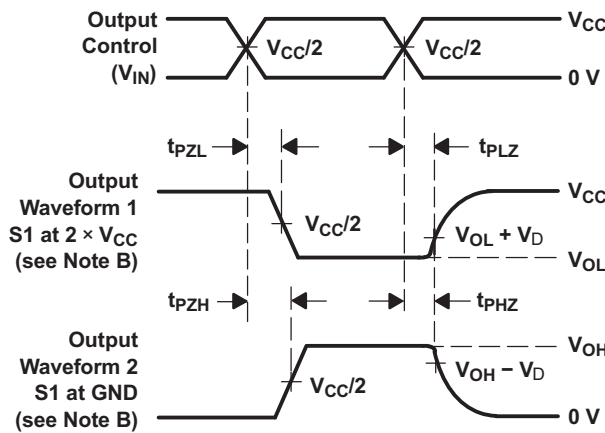 Output
Control
(VIN)
VCC/2
VCC/2
VCC
0 V
tPZL
tPLZ
Output
Waveform 1
S1 at 2 × VCC
(see Note B)
VCC/2
VCC
VOL + VD
VOL
tPZH
tPHZ
Output
Waveform 2
S1 at GND
(see Note B)
VCC/2
VOH
VOH − VD
0 V